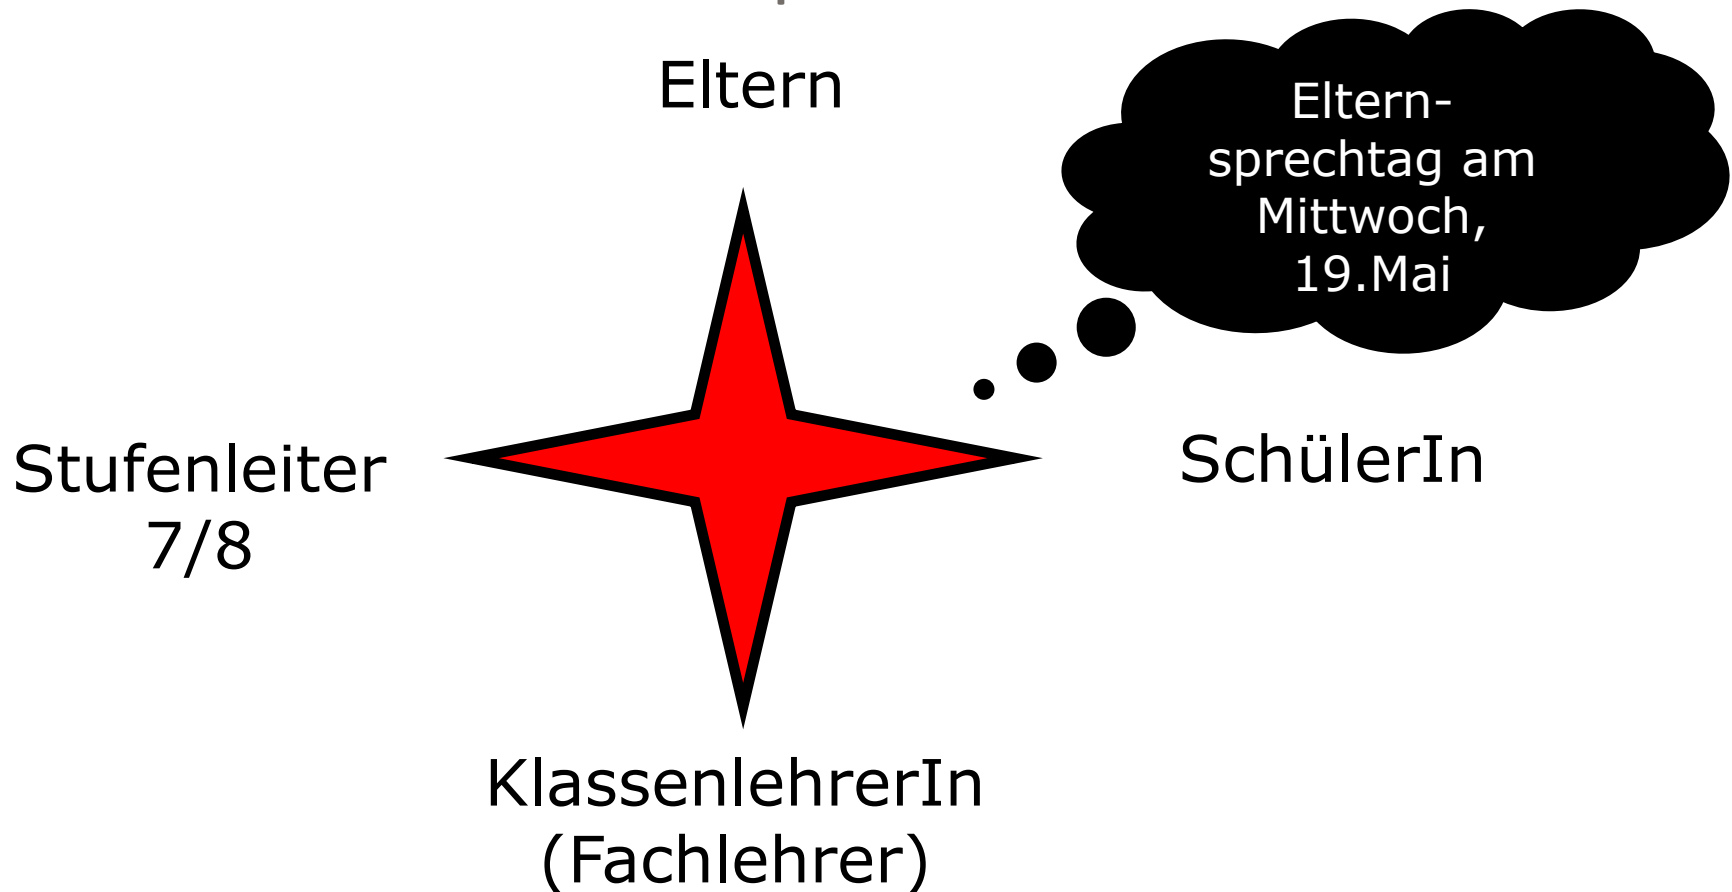 Eltern
Eltern-
sprechtag am
Mittwoch,
19.Mai
Stufenleiter
7/8
SchülerIn
KlassenlehrerIn
(Fachlehrer)